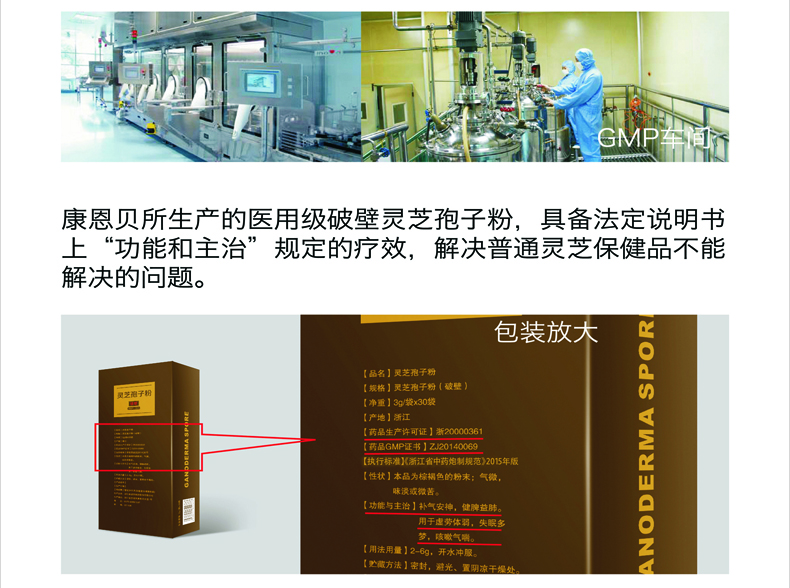 GMP车间
康恩贝所生产的医用级破壁灵芝孢子粉，具备法定说明书
上“功能和主治”规定的疗效，解决普通灵芝保健品不能
解决的问题。
包装放大
灵芝孢子粉
GANODERMA SPORE
【品名】灵芝孢子粉
【规格】灵芝孢子粉（破壁）
【净重】3g/袋x30袋
【产地】浙江
【药品生产许可证】浙20000361
【药品GMP证书】ZJ20140069
【执行标准】《浙江省中药炮制规范》2015年版
【性状】本品为棕褐色的粉末；气微，
味淡或微苦。
【功能与主治】补气安神，健脾益肺。
用于虚劳体弱，失眠多
梦，咳嗽气喘。
【用法用量】2-6g，开水冲服。
【贮藏方法】密封，避光、置阴凉干燥处。
ANODERMA SPORE